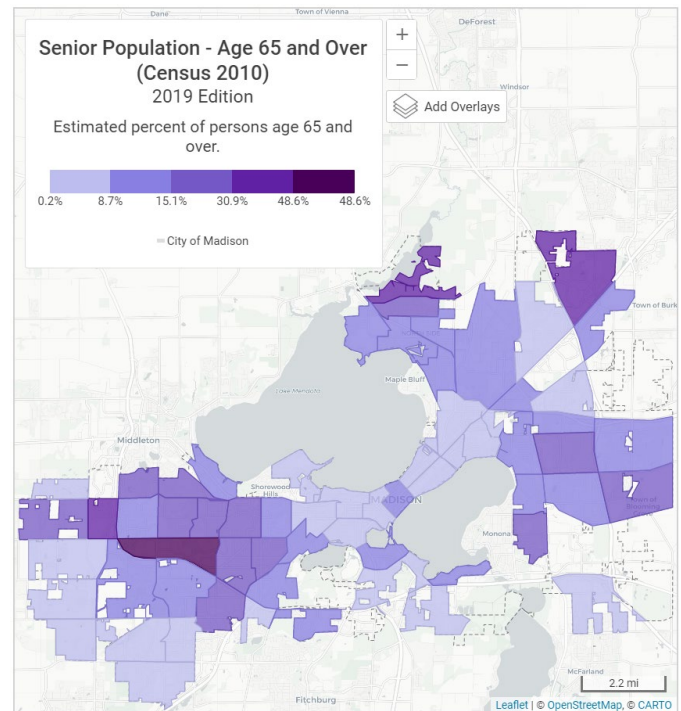 Dane
Town of Vienna
DeForest
Senior Population - Age 65 and Over
(Census 2010)
2019 Edition
Estimated percent of persons age 65 and
over.
0.2% 8.7% 15.1% 30.9% 48.6% 48.6%
City of Madison
+
−
Add Overlays
Windsor
Town of Burk
Maple Bluff
Lake Mendota
Middleton
Shorewood
Hills
MADISON
Monona
McFarland
Fitchburg
2.2 mi
Leaflet | © OpenStreetMap, © CARTO